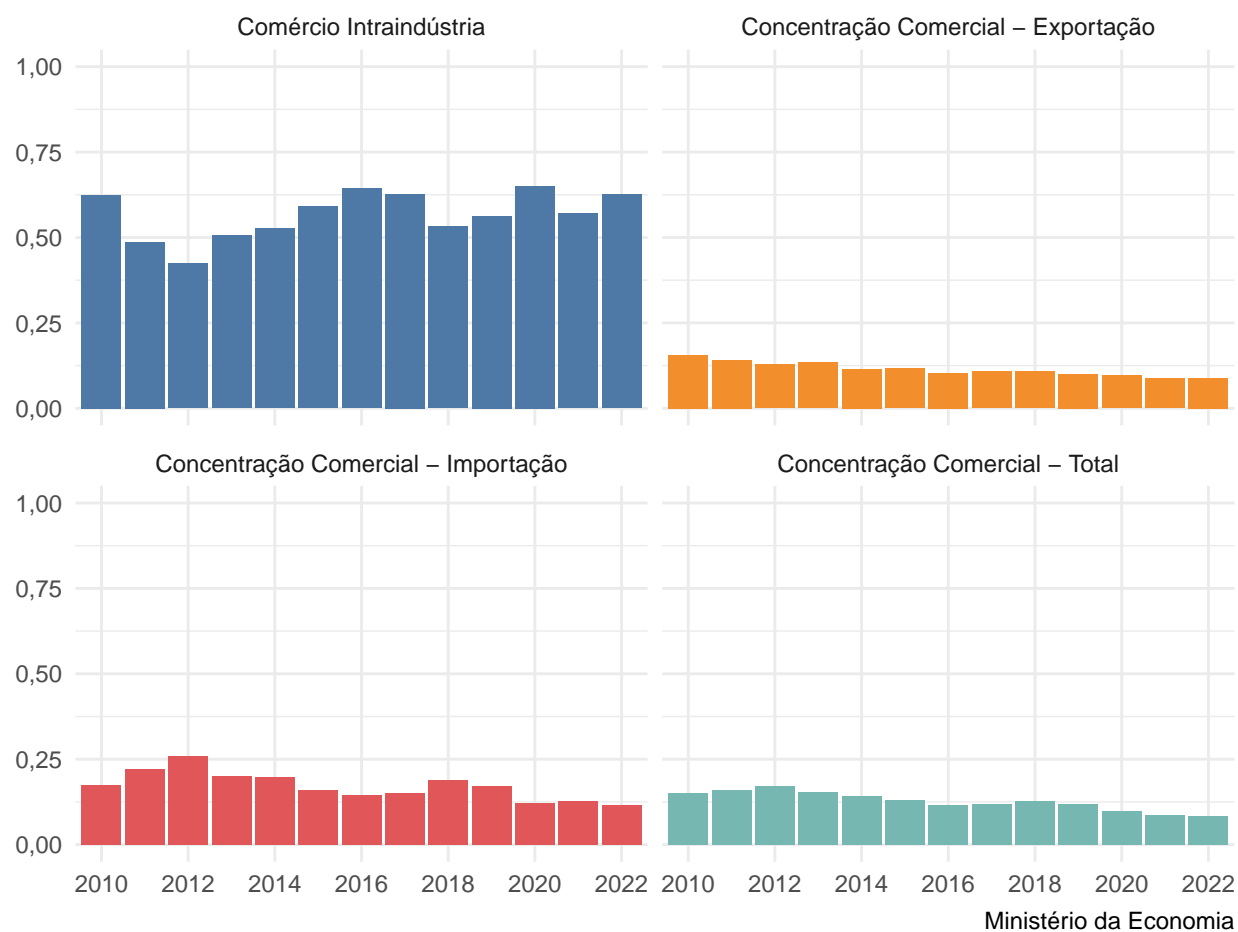 Comércio Intraindústria
Concentração Comercial – Exportação
1,00
0,75
0,50
0,25
0,00
Concentração Comercial – Importação
Concentração Comercial – Total
1,00
0,75
0,50
0,25
0,00
2010 2012 2014 2016 2018 2020 2022
2010 2012 2014 2016 2018 2020 2022
Ministério da Economia